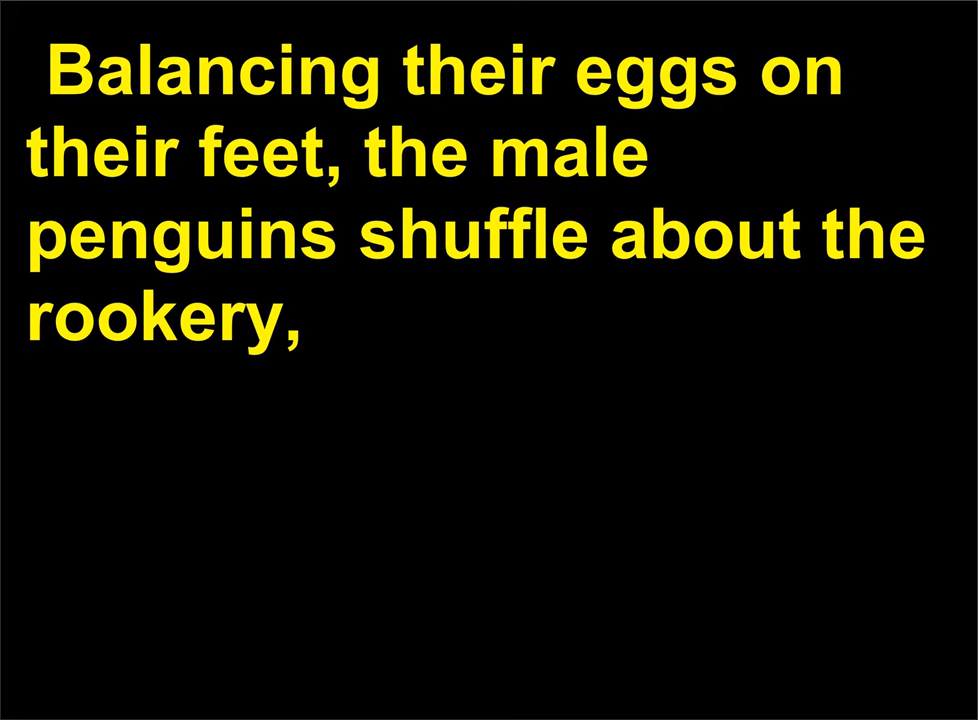 Balancing their eggs on
their feet, the male
penguins shuffle about the
rookery,